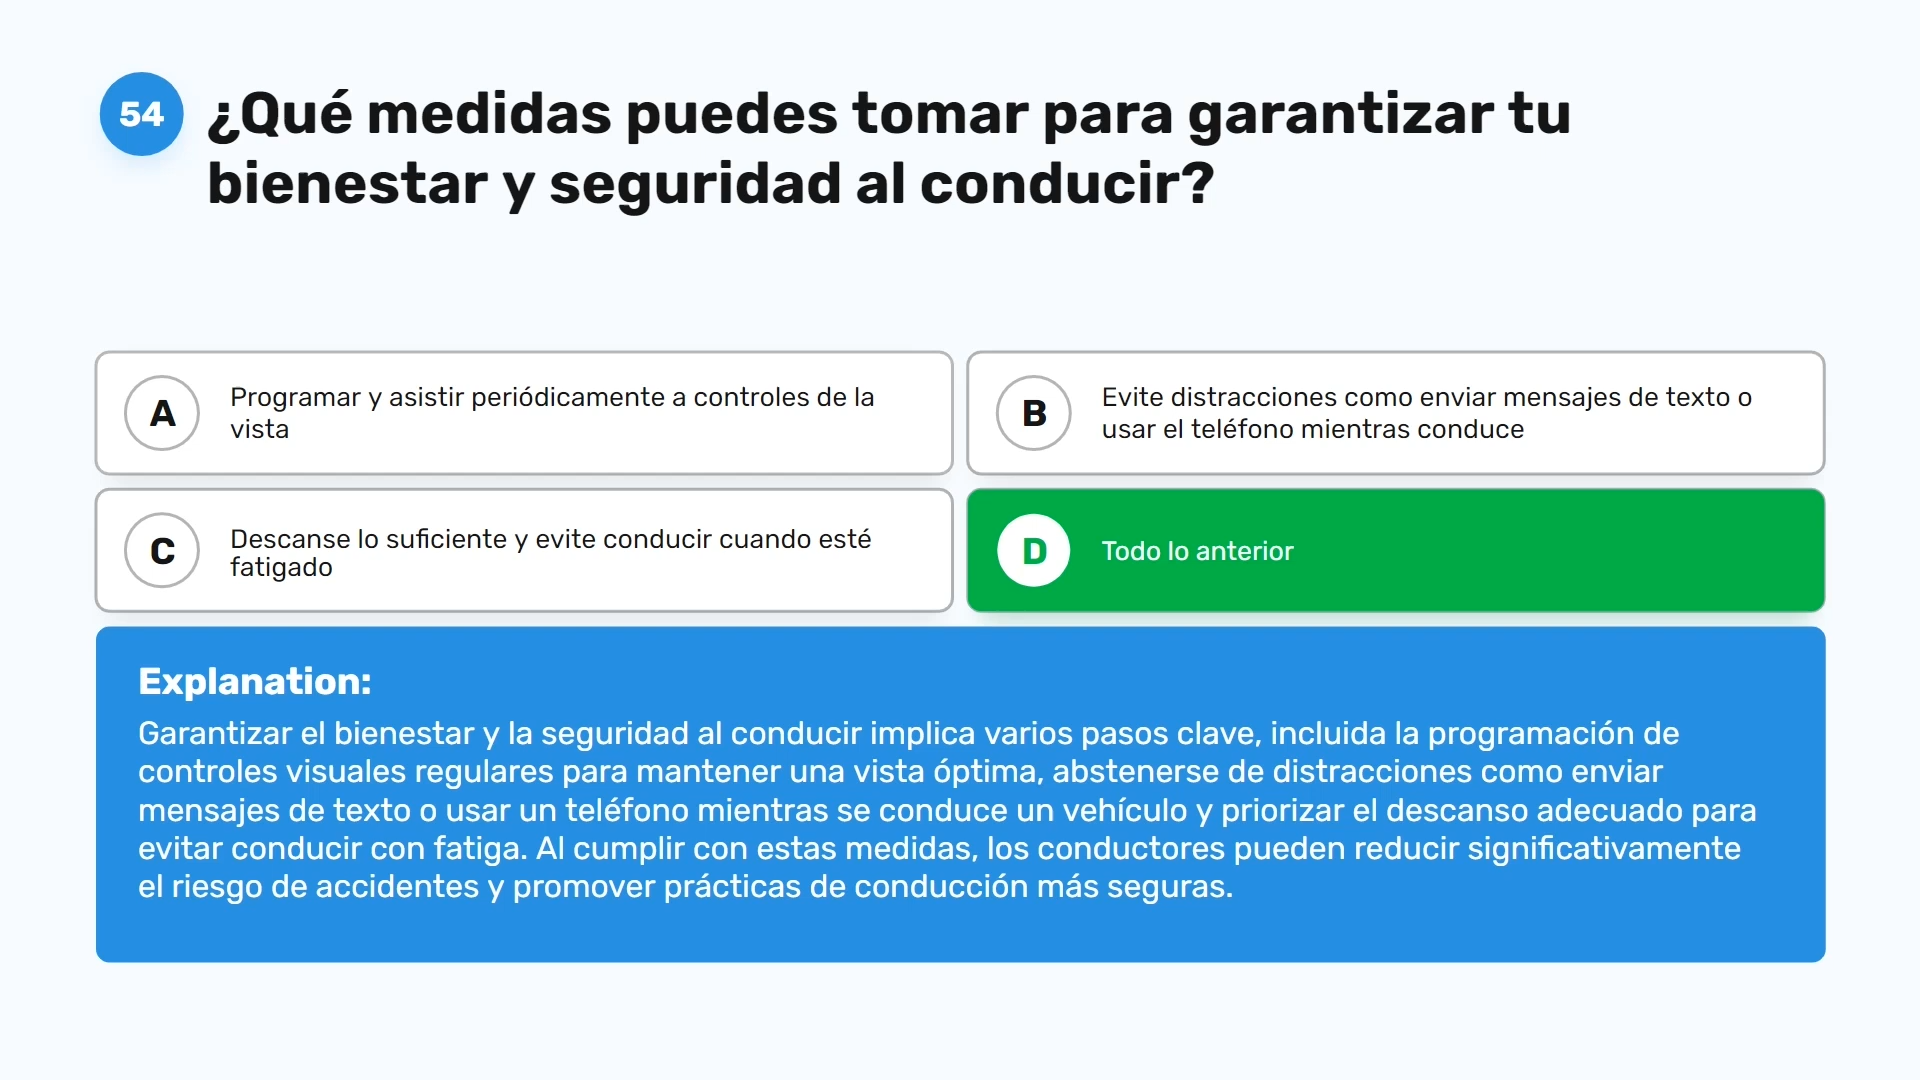 54
¿Qué medidas puedes tomar para garantizar tu
bienestar y seguridad al conducir?
A
Programar y asistir periódicamente a controles de la
vista
B
Evite distracciones como enviar mensajes de texto o
usar el teléfono mientras conduce
C
Descanse lo suficiente y evite conducir cuando esté
fatigado
D
Todo lo anterior
Explanation:
Garantizar el bienestar y la seguridad al conducir implica varios pasos clave, incluida la programación de
controles visuales regulares para mantener una vista óptima, abstenerse de distracciones como enviar
mensajes de texto o usar un teléfono mientras se conduce un vehículo y priorizar el descanso adecuado para
evitar conducir con fatiga. Al cumplir con estas medidas, los conductores pueden reducir significativamente
el riesgo de accidentes y promover prácticas de conducción más seguras.